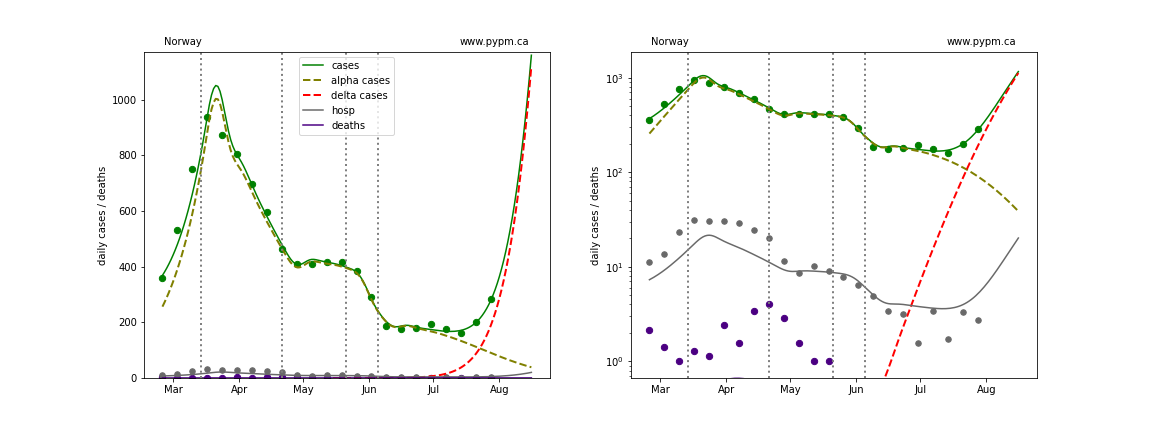 Norway www.pypm.ca
cases
alpha cases
delta cases
hosp
deaths
daily cases / deaths
1000
800
600
400
200
0
Mar Apr May Jun Jul Aug
Norway www.pypm.ca
daily cases / deaths
10³
10²
10¹
10⁰
Mar Apr May Jun Jul Aug